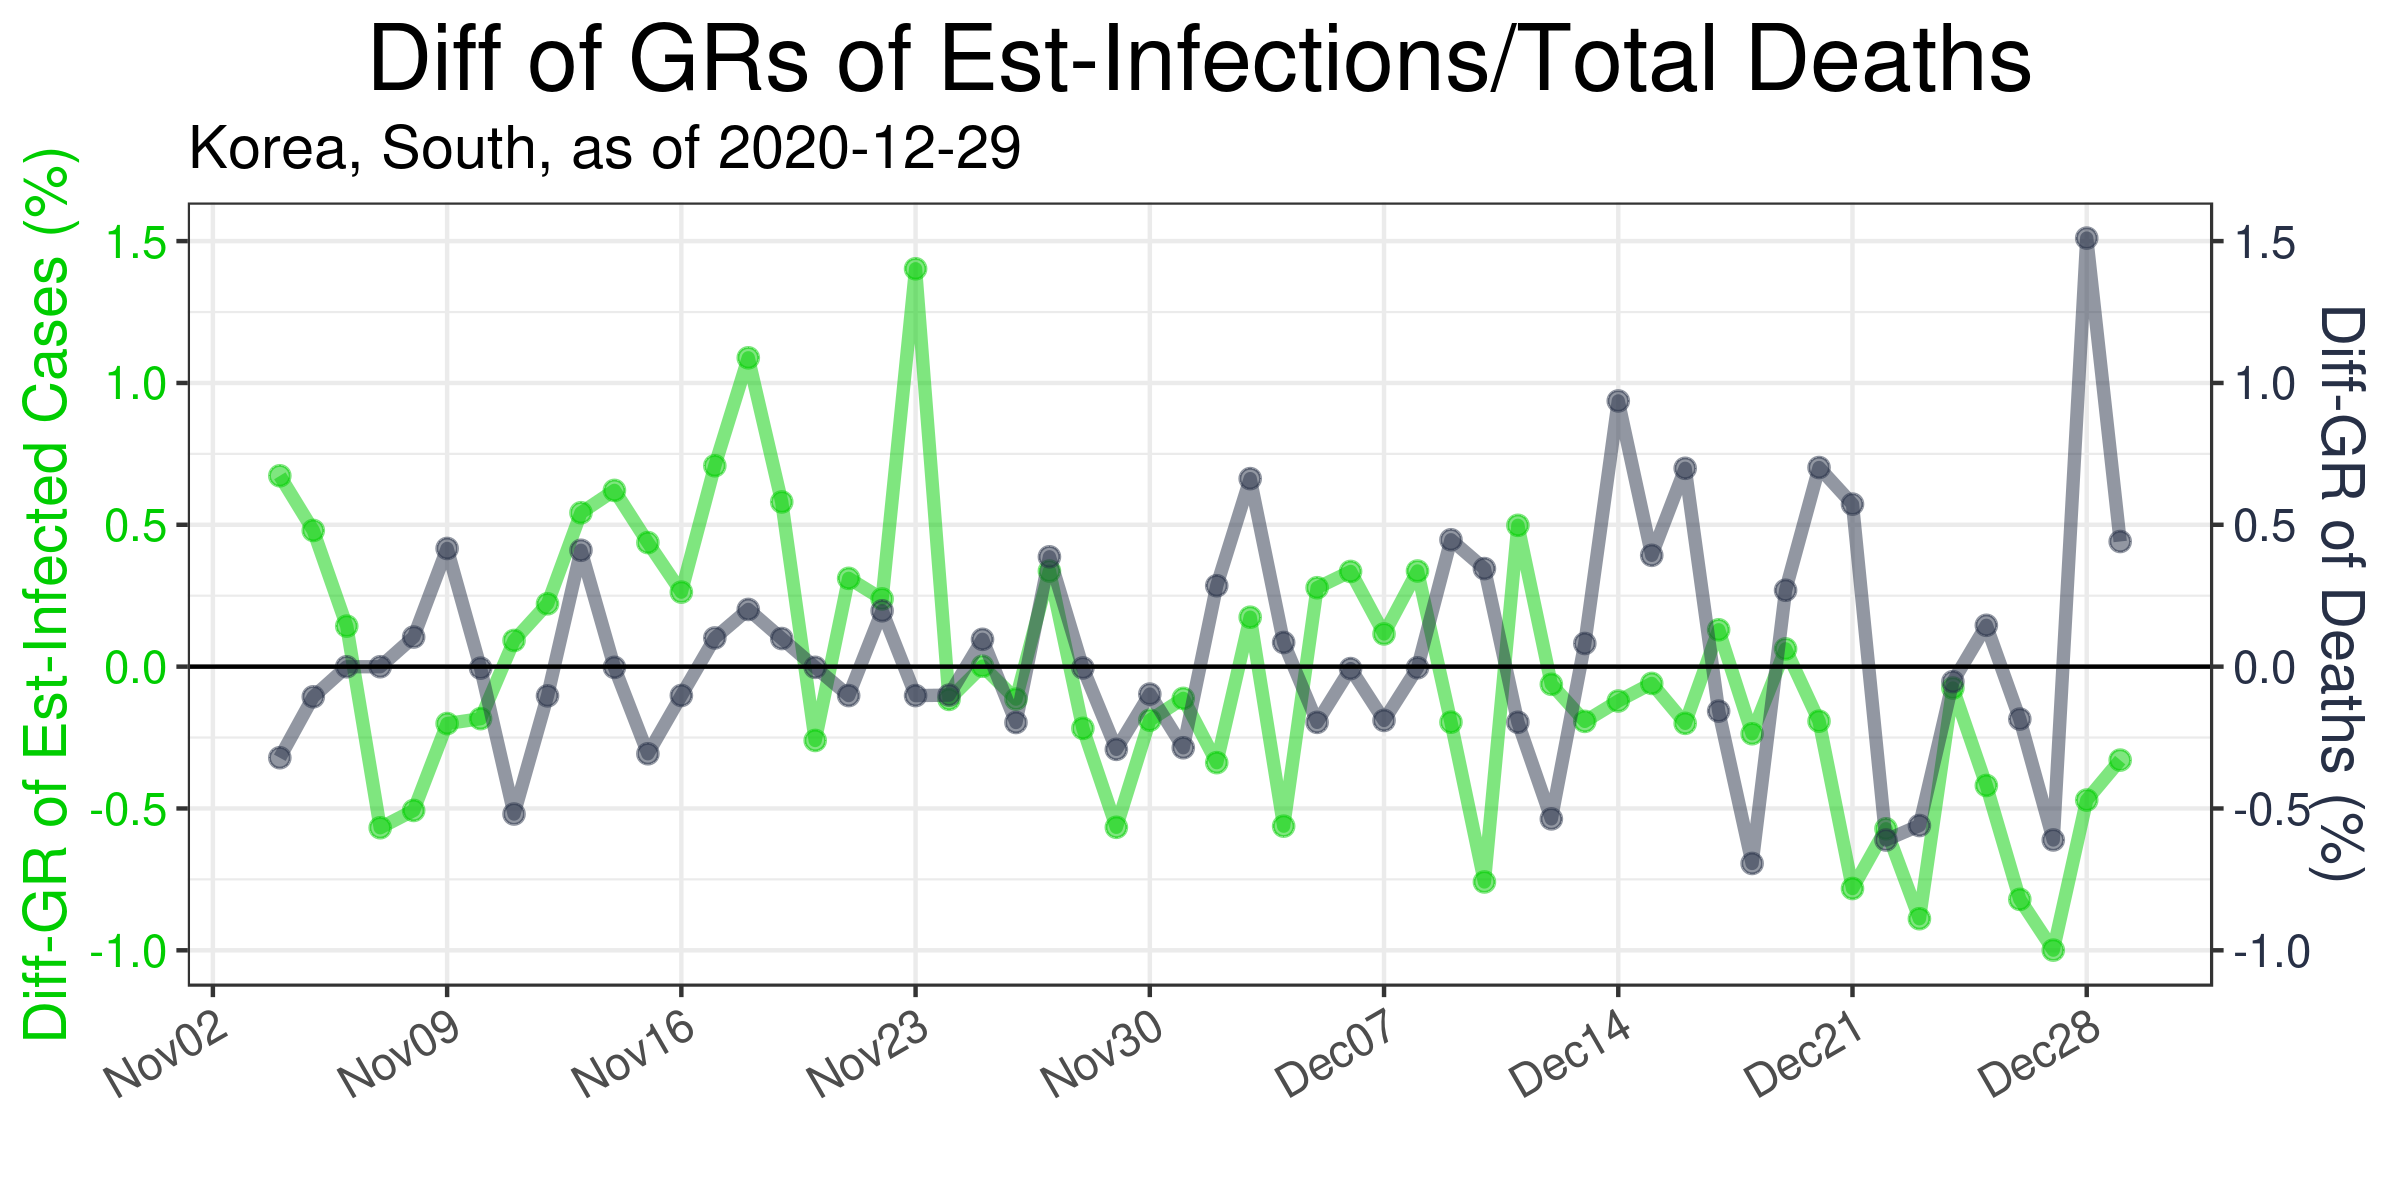 Diff of GRs of Est-Infections/Total Deaths
Korea, South, as of 2020-12-29
Diff-GR of Est-Infected Cases (%)
1.5
1.0
0.5
0.0
-0.5
-1.0
1.5
1.0
0.5
0.0
-0.5
-1.0
Diff-GR of Deaths (%)
Nov02
Nov09
Nov16
Nov23
Nov30
Dec07
Dec14
Dec21
Dec28